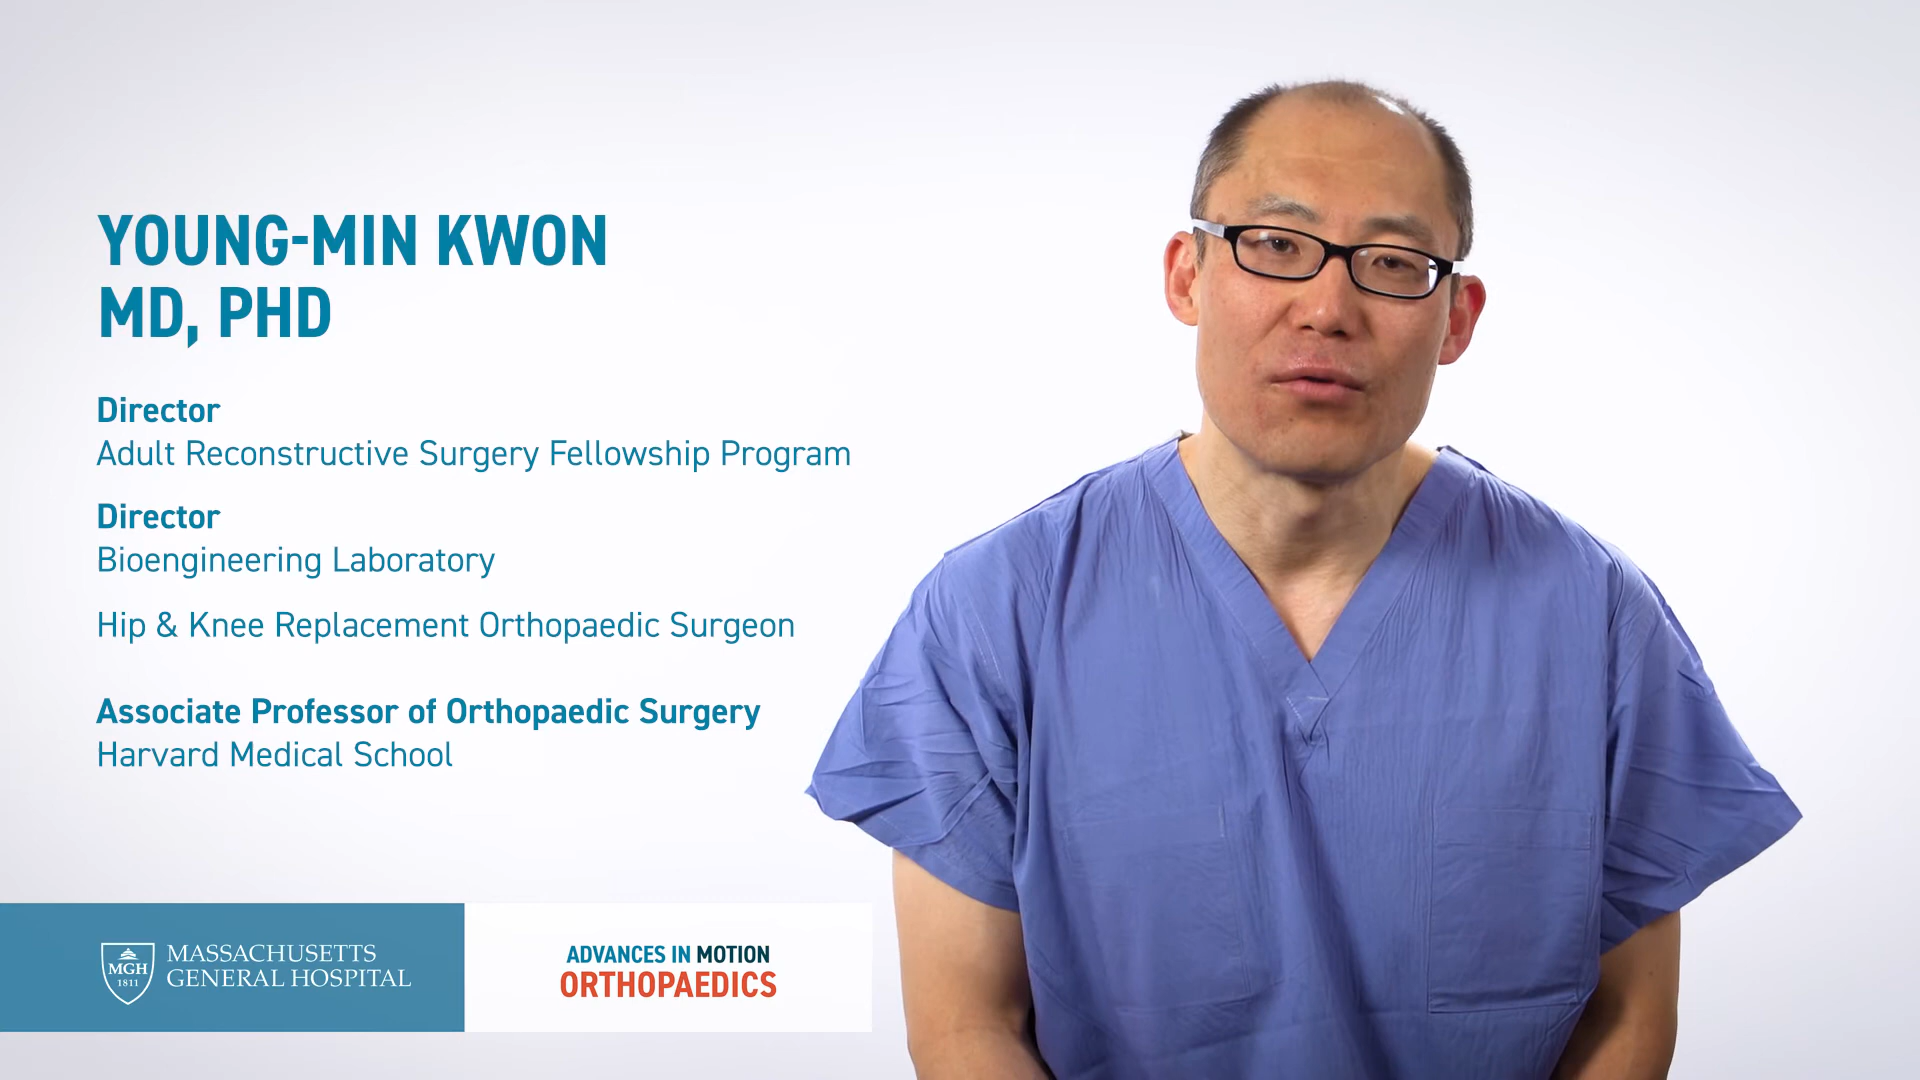 YOUNG-MIN KWON
MD, PHD
Director
Adult Reconstructive Surgery Fellowship Program
Director
Bioengineering Laboratory
Hip & Knee Replacement Orthopaedic Surgeon
Associate Professor of Orthopaedic Surgery
Harvard Medical School
MGH
1811
MASSACHUSETTS
GENERAL HOSPITAL
ADVANCES IN MOTION
ORTHOPAEDICS